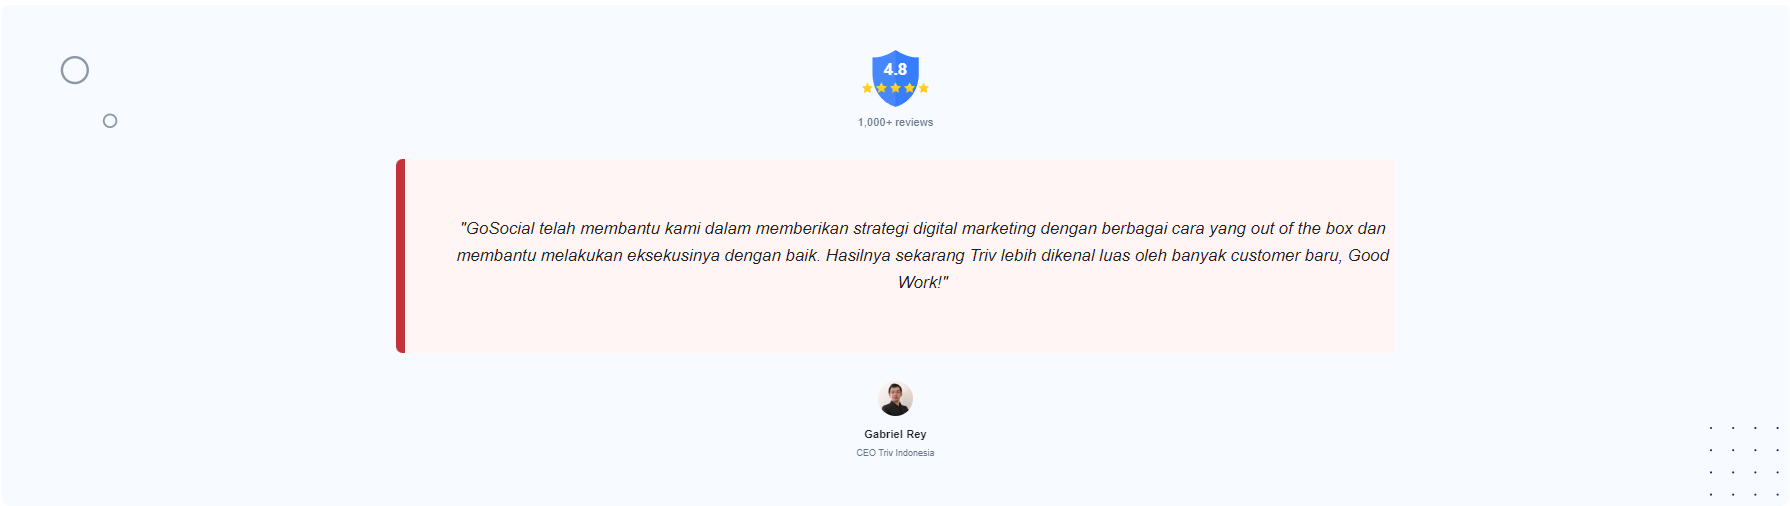 4.8
1,000+ reviews
"GoSocial telah membantu kami dalam memberikan strategi digital marketing dengan berbagai cara yang out of the box dan
membantu melakukan eksekusinya dengan baik. Hasilnya sekarang Triv lebih dikenal luas oleh banyak customer baru, Good
Work!"
Gabriel Rey
CEO Triv Indonesia